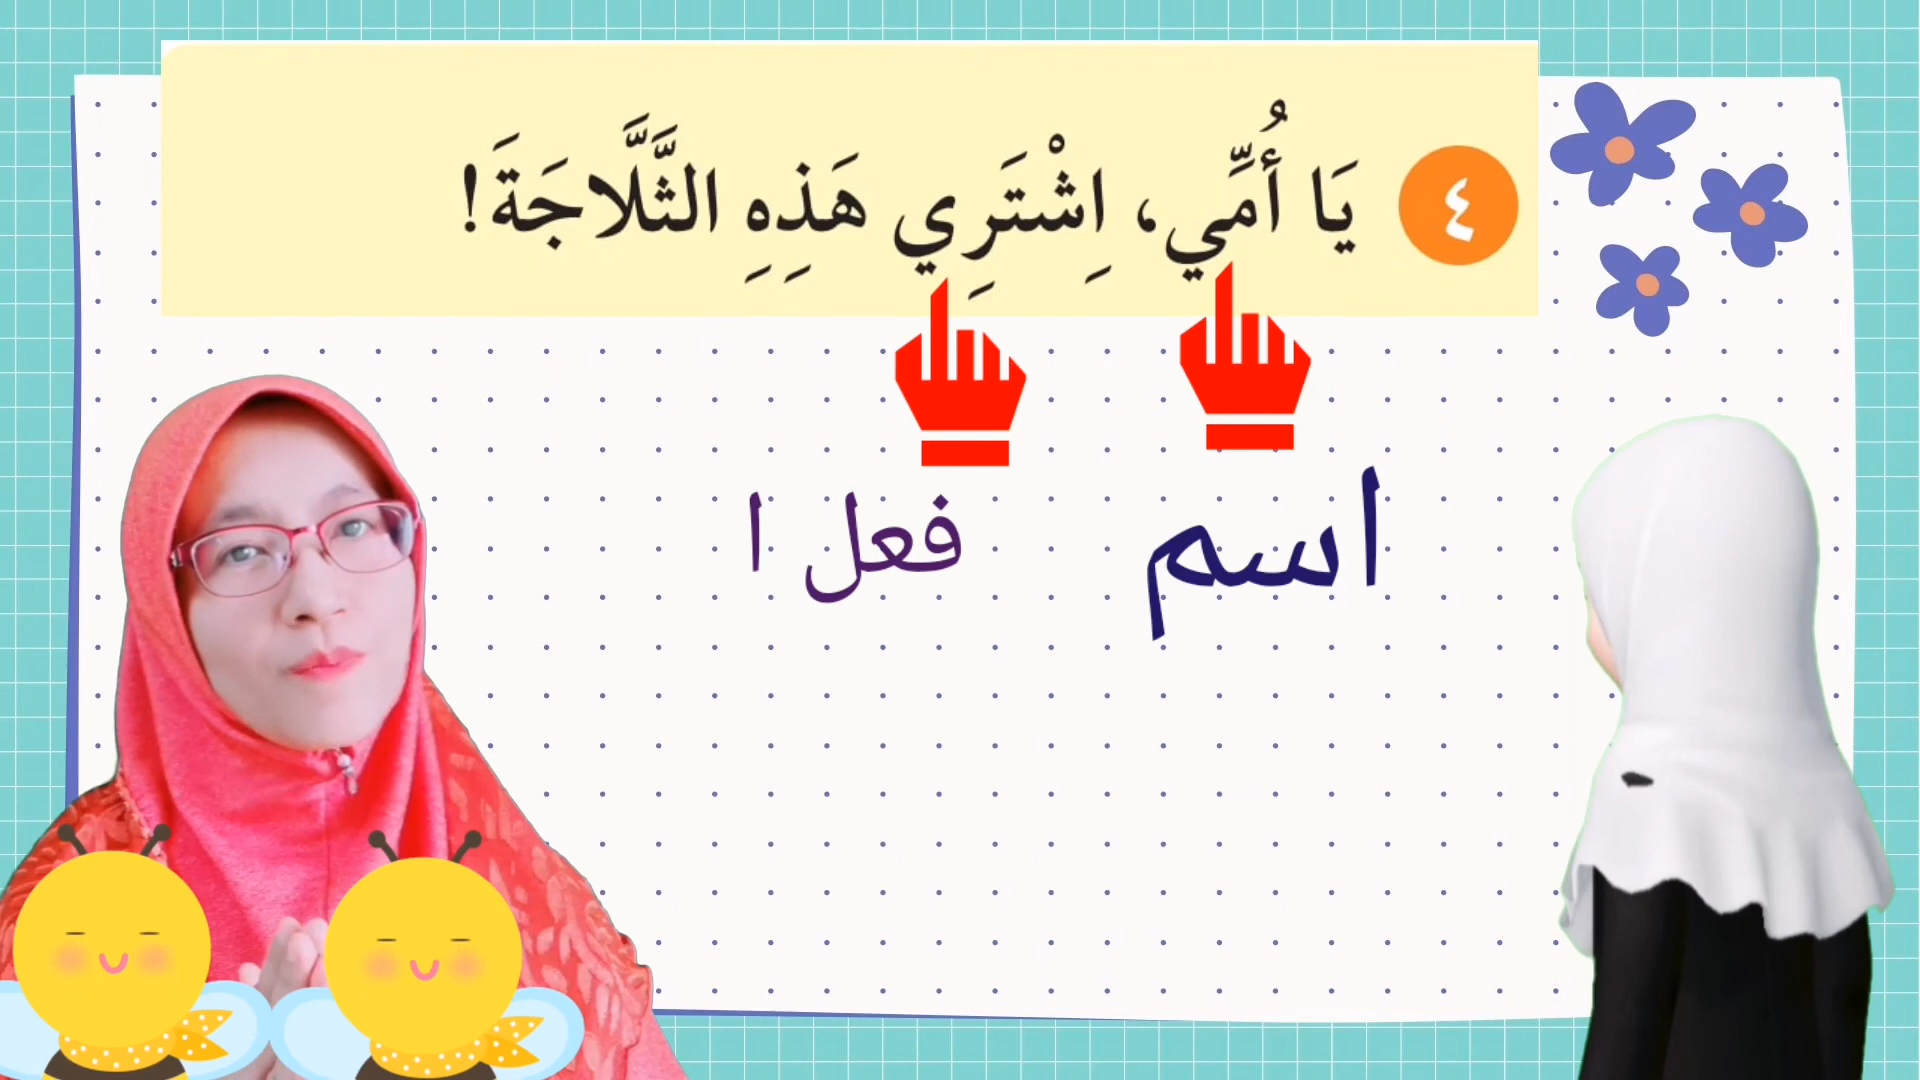 ٤ يَا أُمِّي، اِشْتَرِي هَذِهِ الثَّلَّاجَةَ!
اسم فعل ا